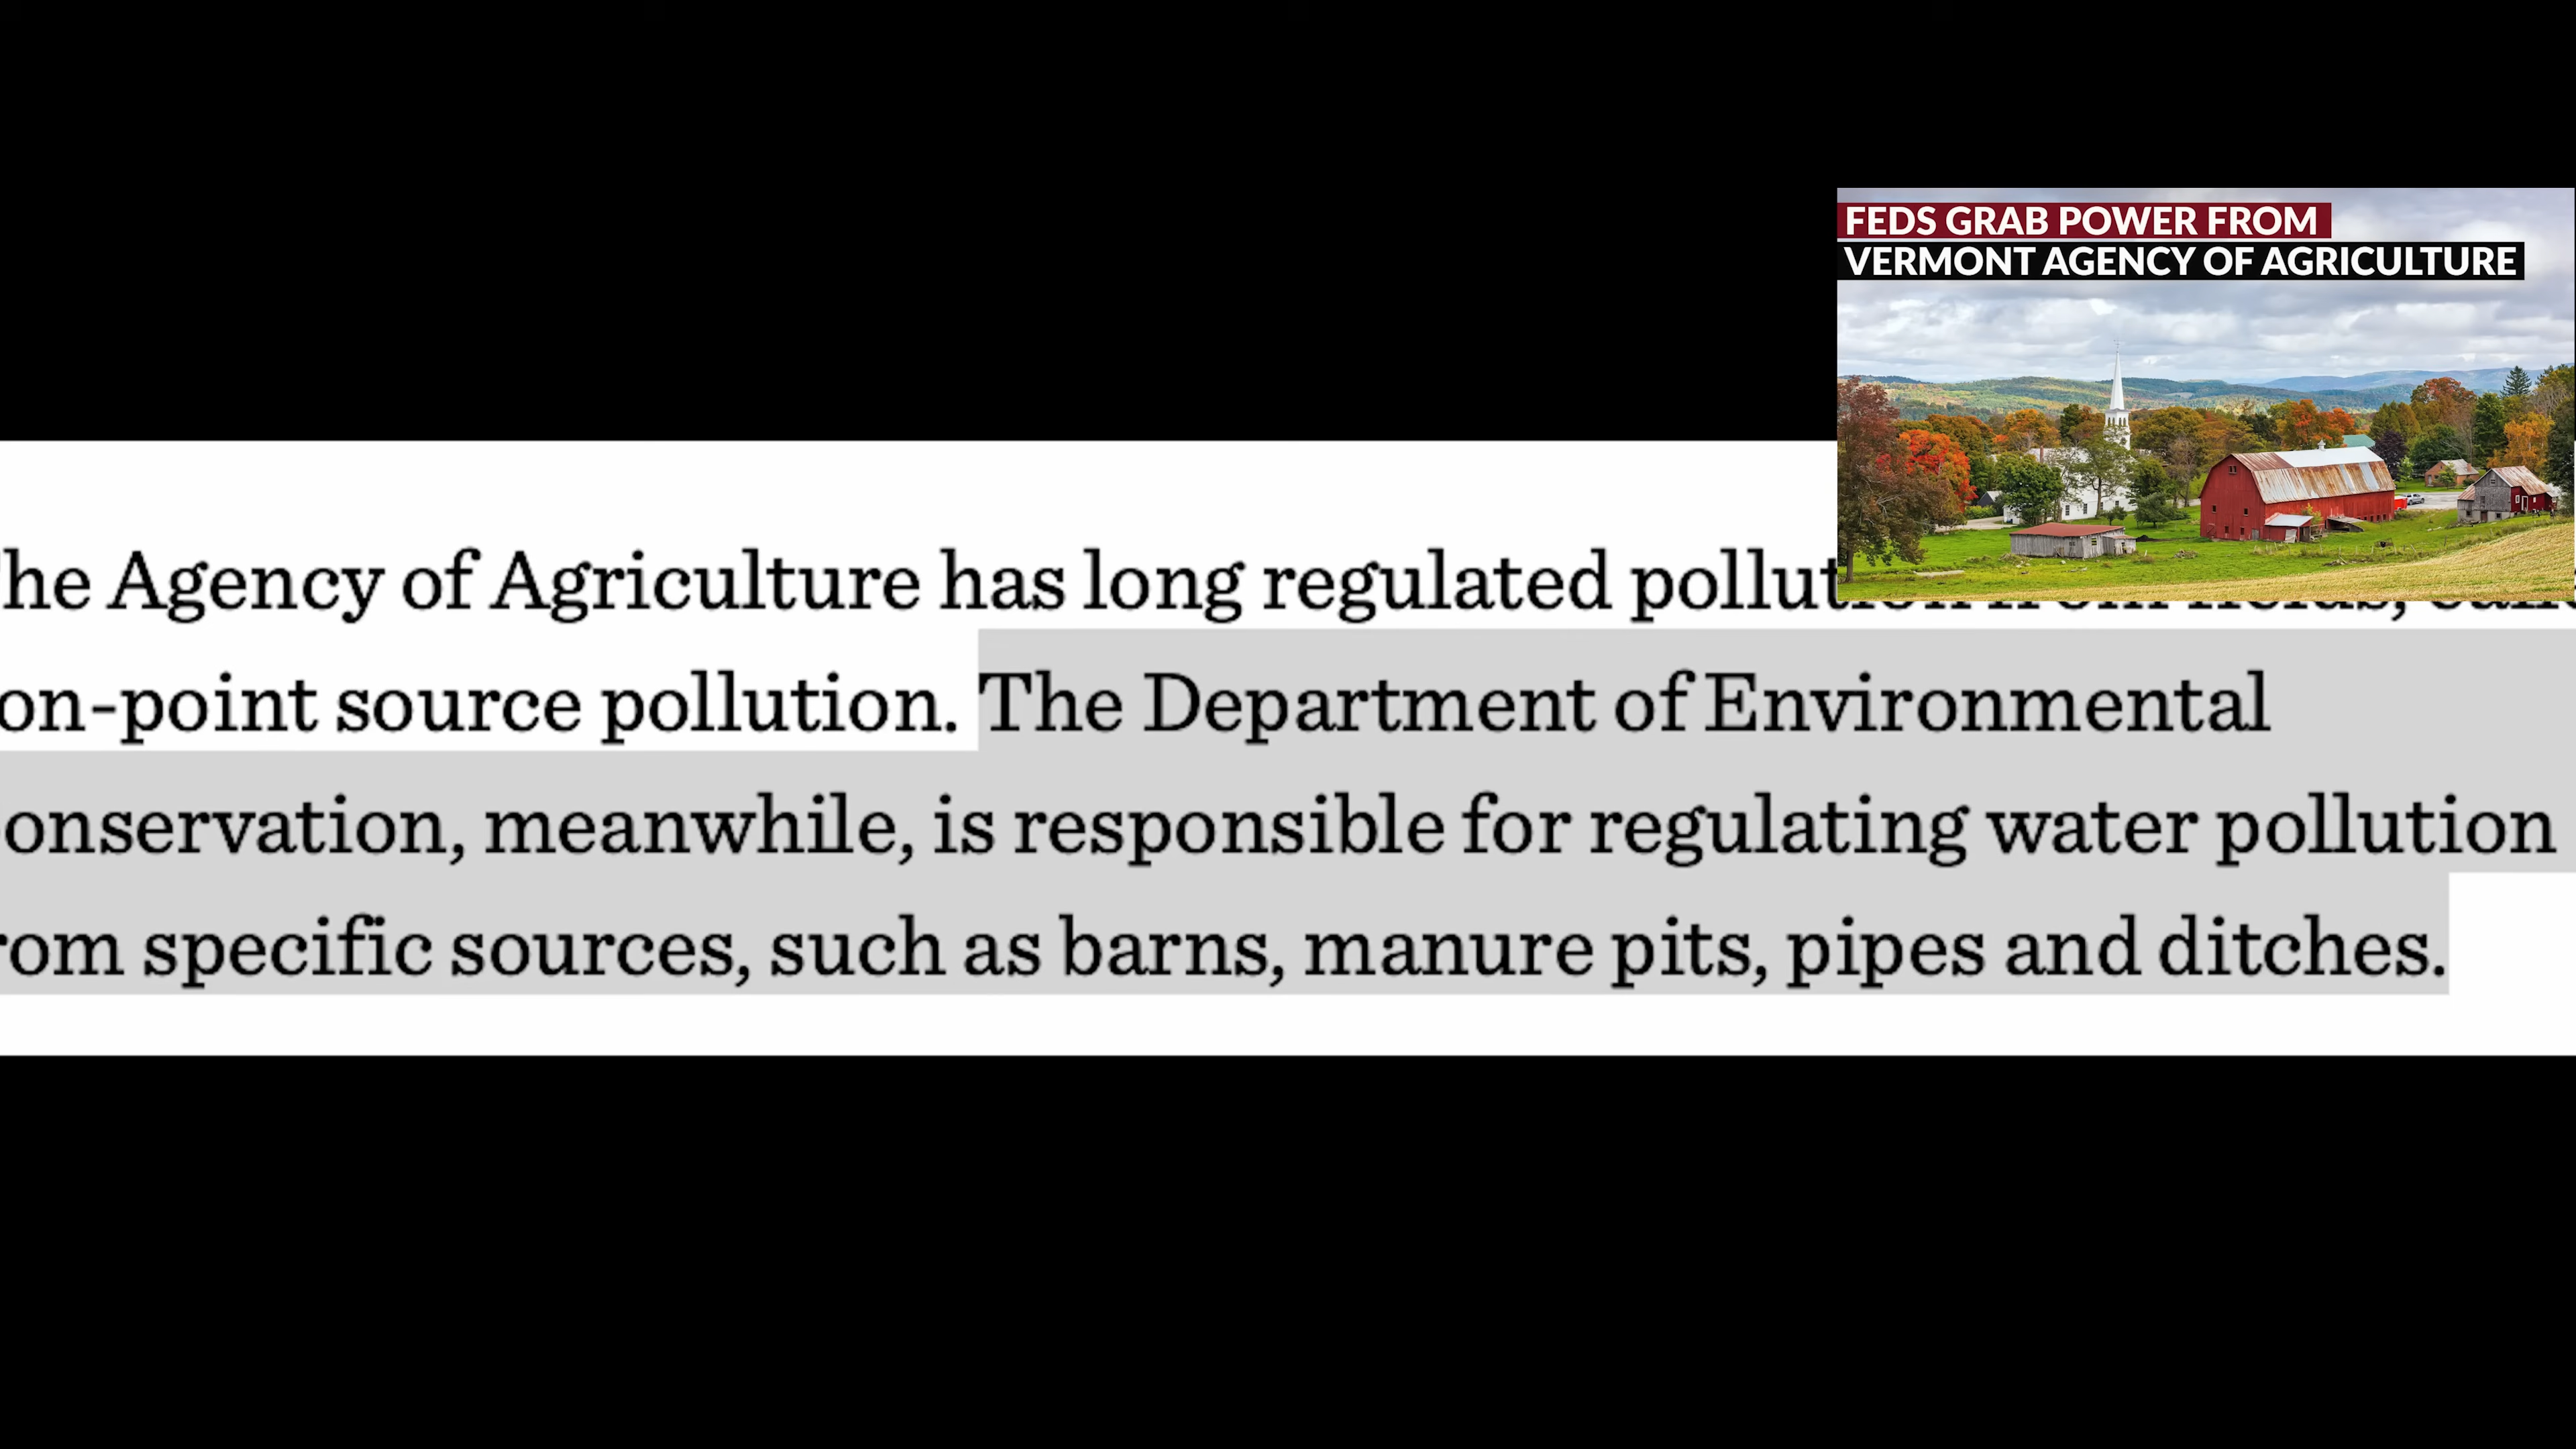 FEDS GRAB POWER FROM
VERMONT AGENCY OF AGRICULTURE
he Agency of Agriculture has long regulated pollut
on-point source pollution. The Department of Environmental
onservation, meanwhile, is responsible for regulating water pollution
rom specific sources, such as barns, manure pits, pipes and ditches.